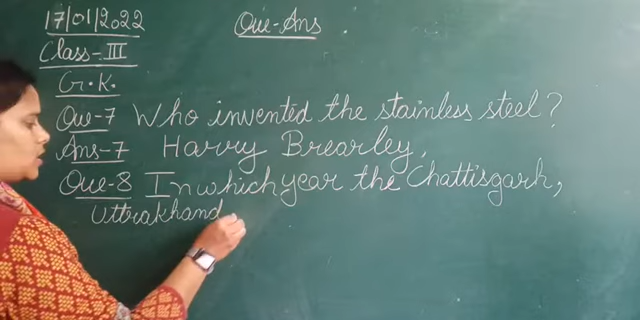 17/01/2022
Que-Ans
Class-III
G.K.
Que-7 Who invented the stainless steel?
Ans-7 Harry Brearley.
Que-8 In which year the Chattisgarh,
Uttrakhand